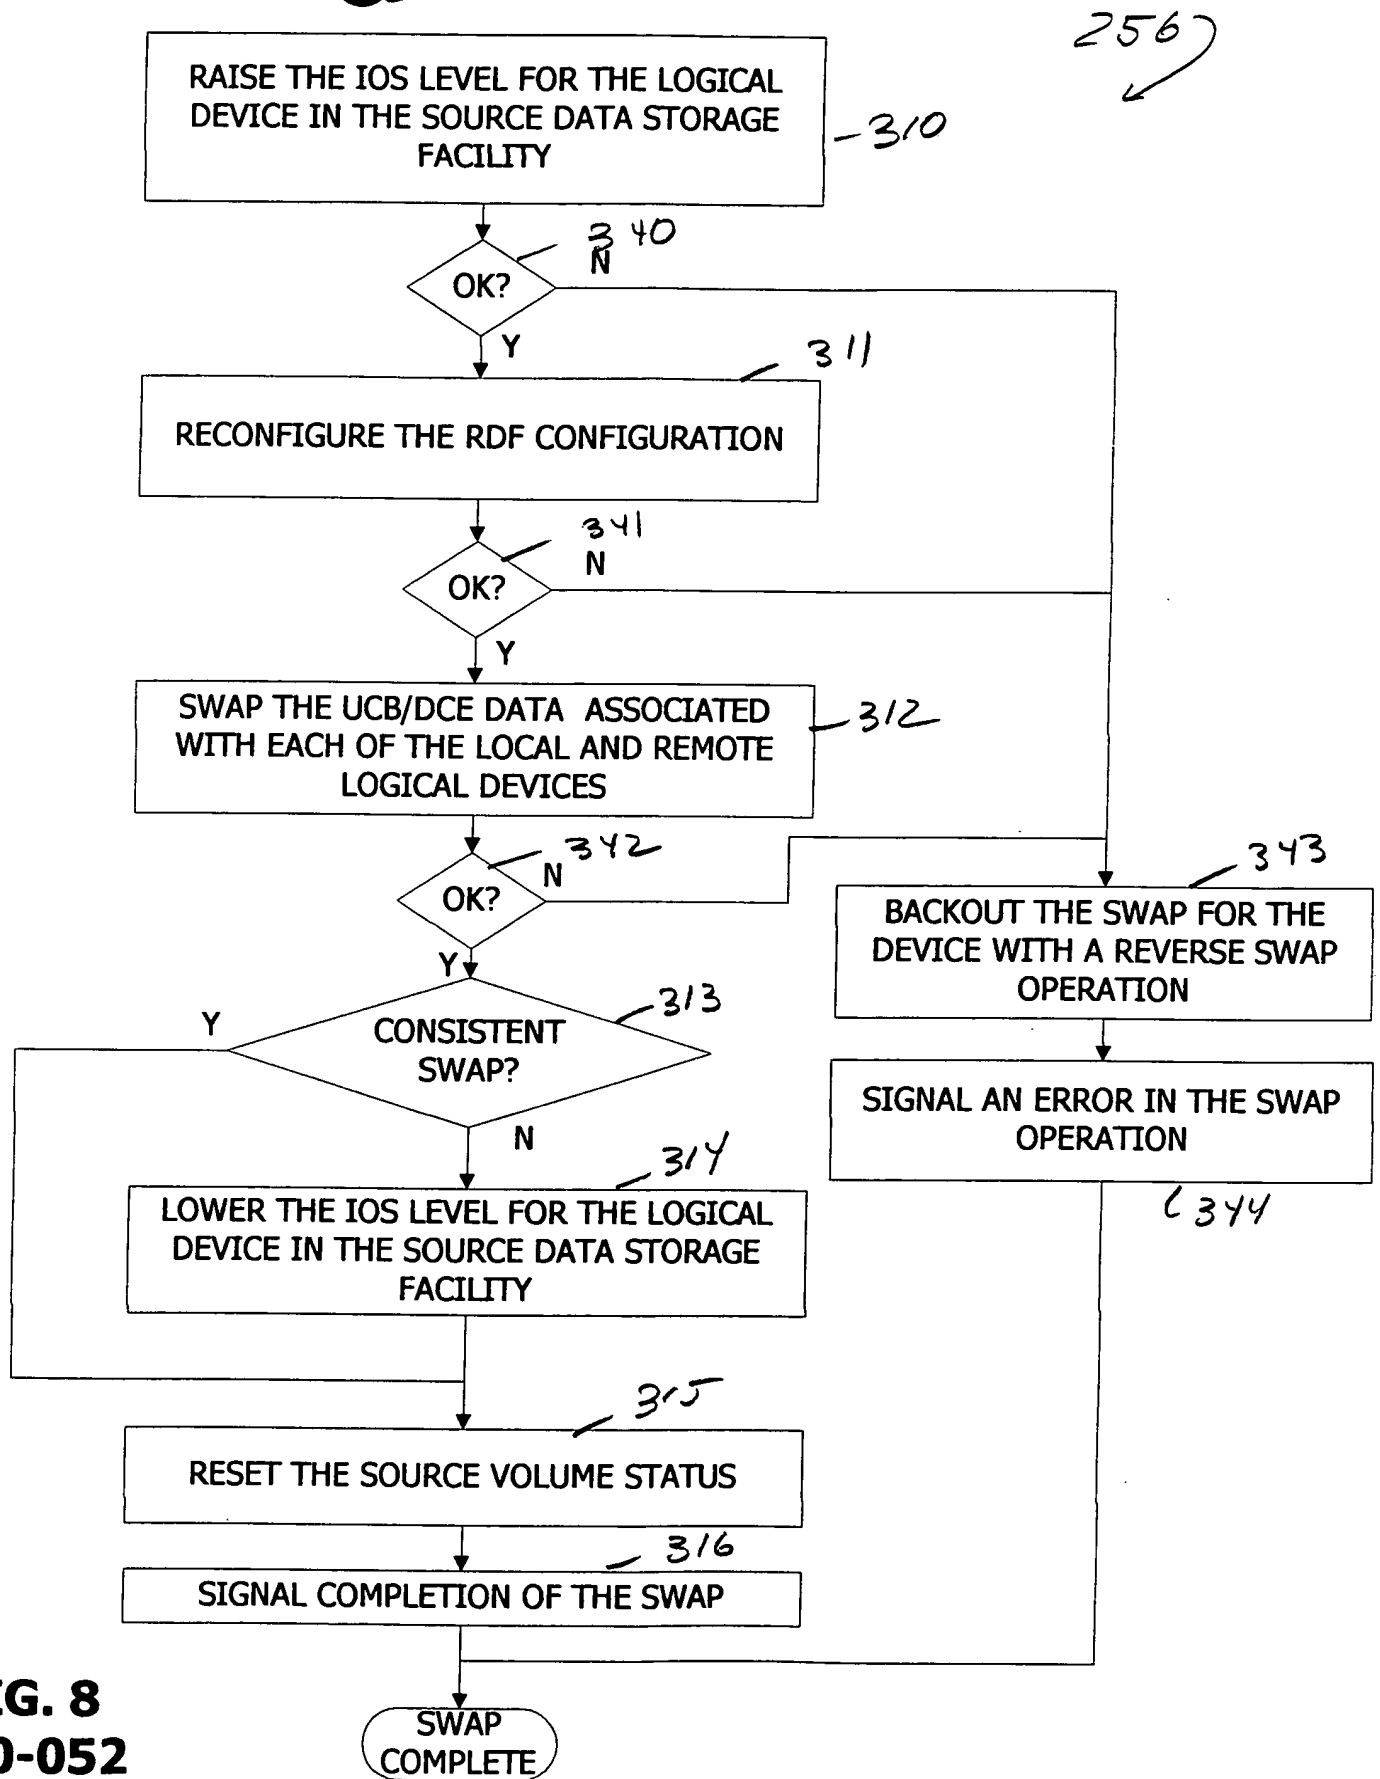 256
RAISE THE IOS LEVEL FOR THE LOGICAL
DEVICE IN THE SOURCE DATA STORAGE
FACILITY
310
340
N
OK?
Y
311
RECONFIGURE THE RDF CONFIGURATION
341
N
OK?
Y
SWAP THE UCB/DCE DATA ASSOCIATED
WITH EACH OF THE LOCAL AND REMOTE
LOGICAL DEVICES
312
342
N
OK?
Y
343
BACKOUT THE SWAP FOR THE
DEVICE WITH A REVERSE SWAP
OPERATION
313
Y
CONSISTENT
SWAP?
N
SIGNAL AN ERROR IN THE SWAP
OPERATION
344
314
LOWER THE IOS LEVEL FOR THE LOGICAL
DEVICE IN THE SOURCE DATA STORAGE
FACILITY
315
RESET THE SOURCE VOLUME STATUS
316
SIGNAL COMPLETION OF THE SWAP
SWAP
COMPLETE
IG. 8
0-052